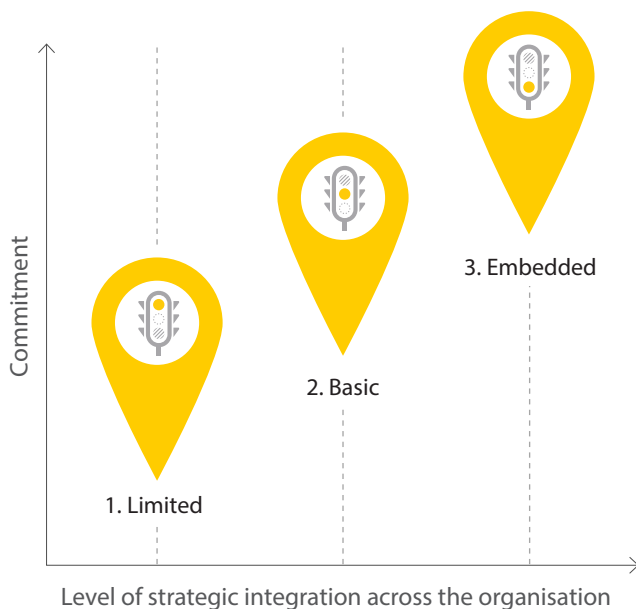 3. Embedded
2. Basic
1. Limited
Commitment
Level of strategic integration across the organisation